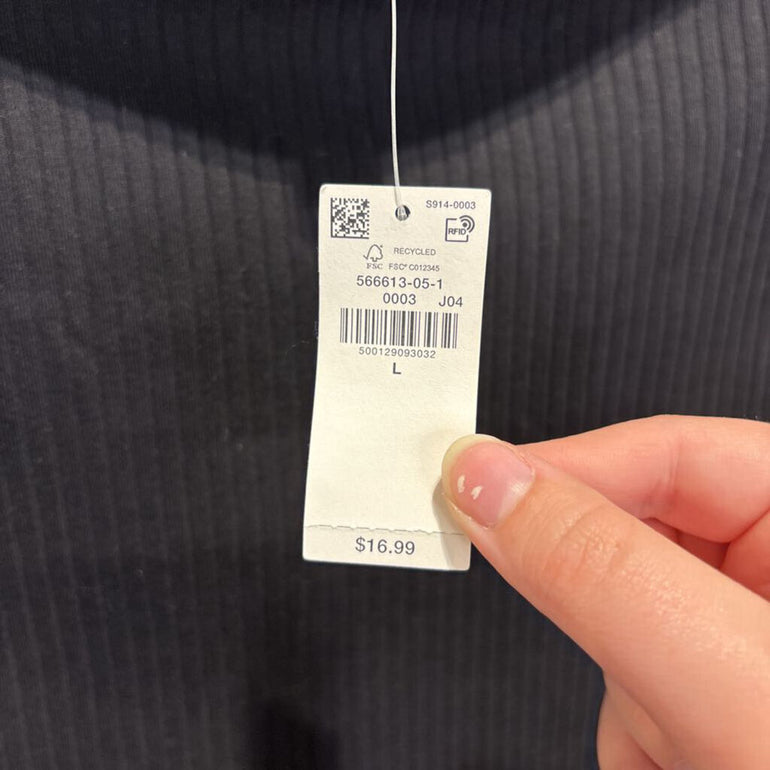 S914-0003
RFID
RECYCLED
FSC FSC® C012345
566613-05-1
0003 J04
500129093032
L
$16.99